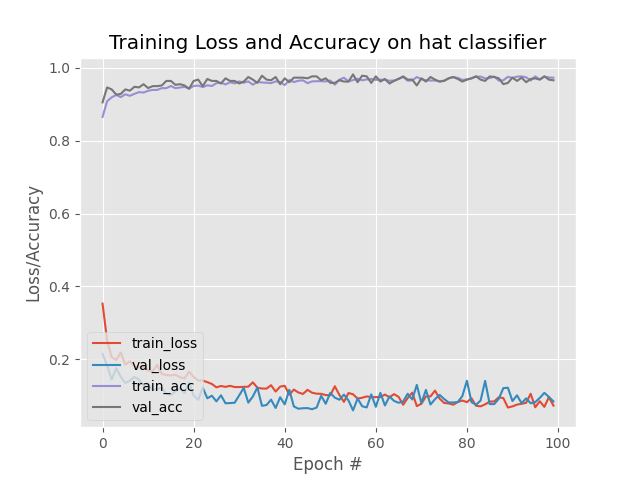 Training Loss and Accuracy on hat classifier
1.0
0.8
0.6
0.4
0.2
Loss/Accuracy
train_loss
val_loss
train_acc
val_acc
0 20 40 60 80 100
Epoch #